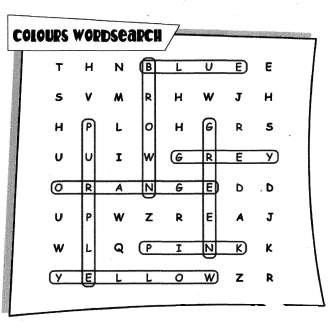 COLOURS WORDSEARCH
T H N B L U E E
S V M R H W J H
H P L O H G R S
U U I W G R E Y
O R A N G E D D
U P W Z R E A J
W L Q P I N K K
Y E L L O W Z R